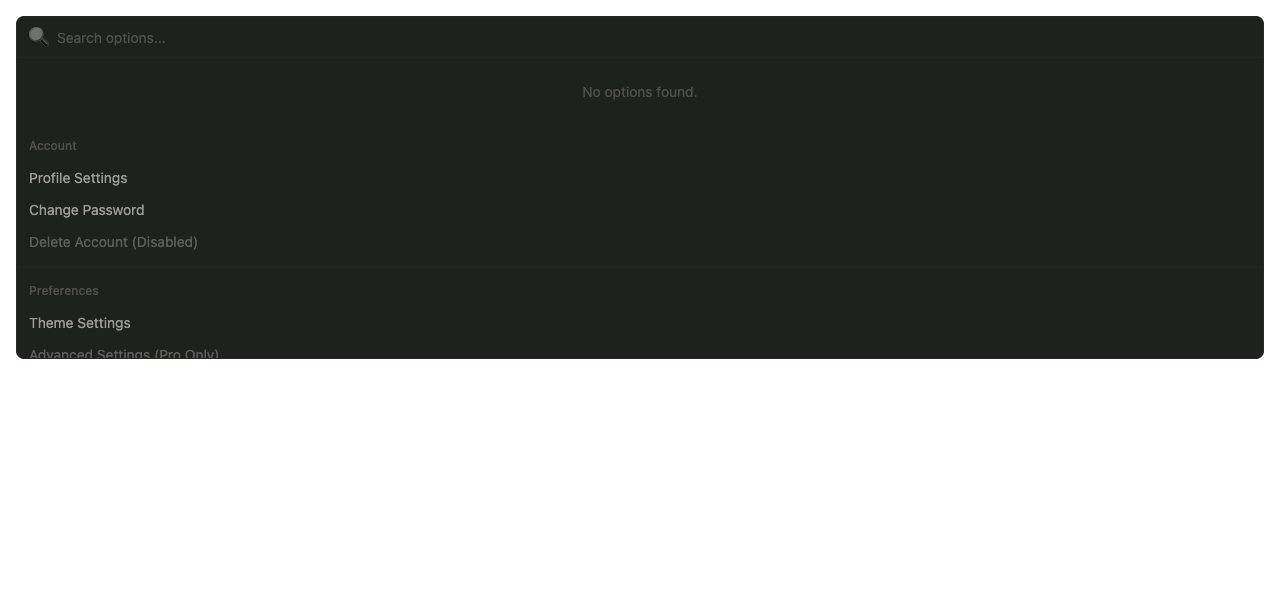 Search options...
No options found.
Account
Profile Settings
Change Password
Delete Account (Disabled)
Preferences
Theme Settings
Advanced Settings (Pro Only)